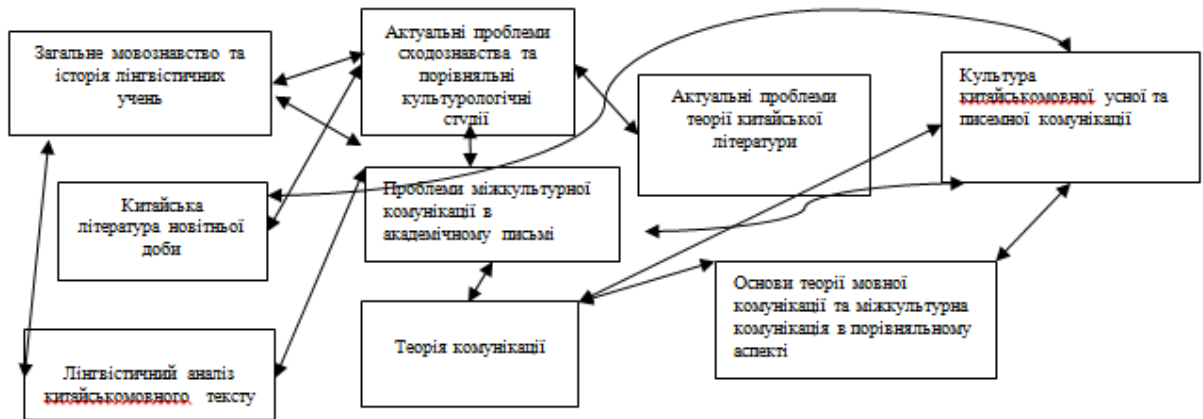 Загальне мовознавство та
історія лінгвістичних
учень
Актуальні проблеми
сходознавства та
порівняльні
культурологічні
студії
Актуальні проблеми
теорії китайської
літератури
Культура
китайськомовної усної та
писемної комунікації
Китайська
література новітньої
доби
Проблеми міжкультурної
комунікації в
академічному письмі
Основи теорії мовної
комунікації та міжкультурна
комунікація в порівняльному
аспекті
Теорія комунікації
Лінгвістичний аналіз
китайськомовного тексту